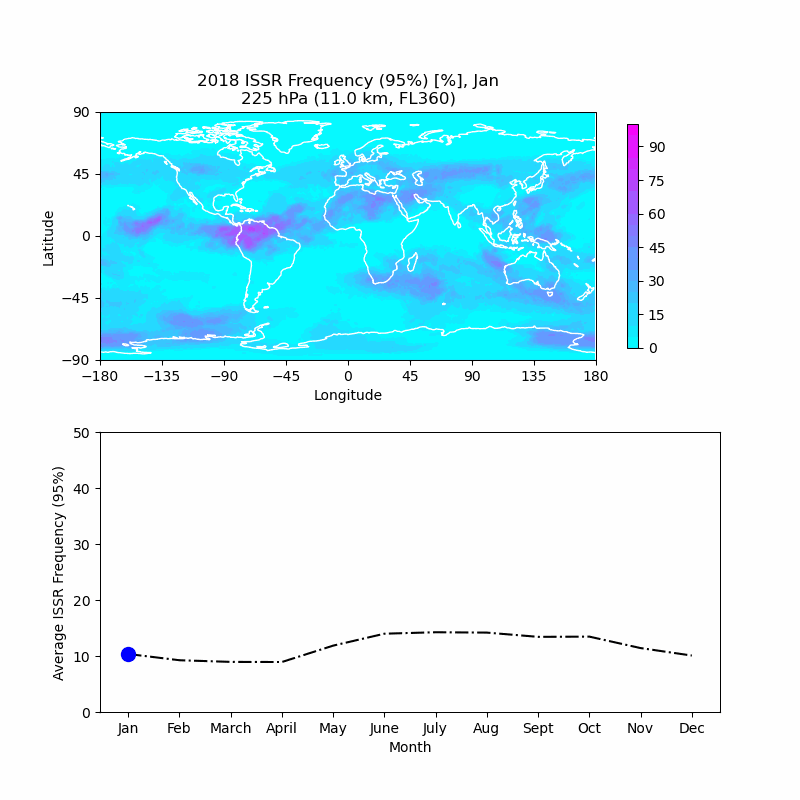 2018 ISSR Frequency (95%) [%], Jan
225 hPa (11.0 km, FL360)
90
45
0
−45
−90
Latitude
−180 −135 −90 −45 0 45 90 135 180
Longitude
90
75
60
45
30
15
0
50
40
30
20
10
0
Average ISSR Frequency (95%)
Jan Feb March April May June July Aug Sept Oct Nov Dec
Month